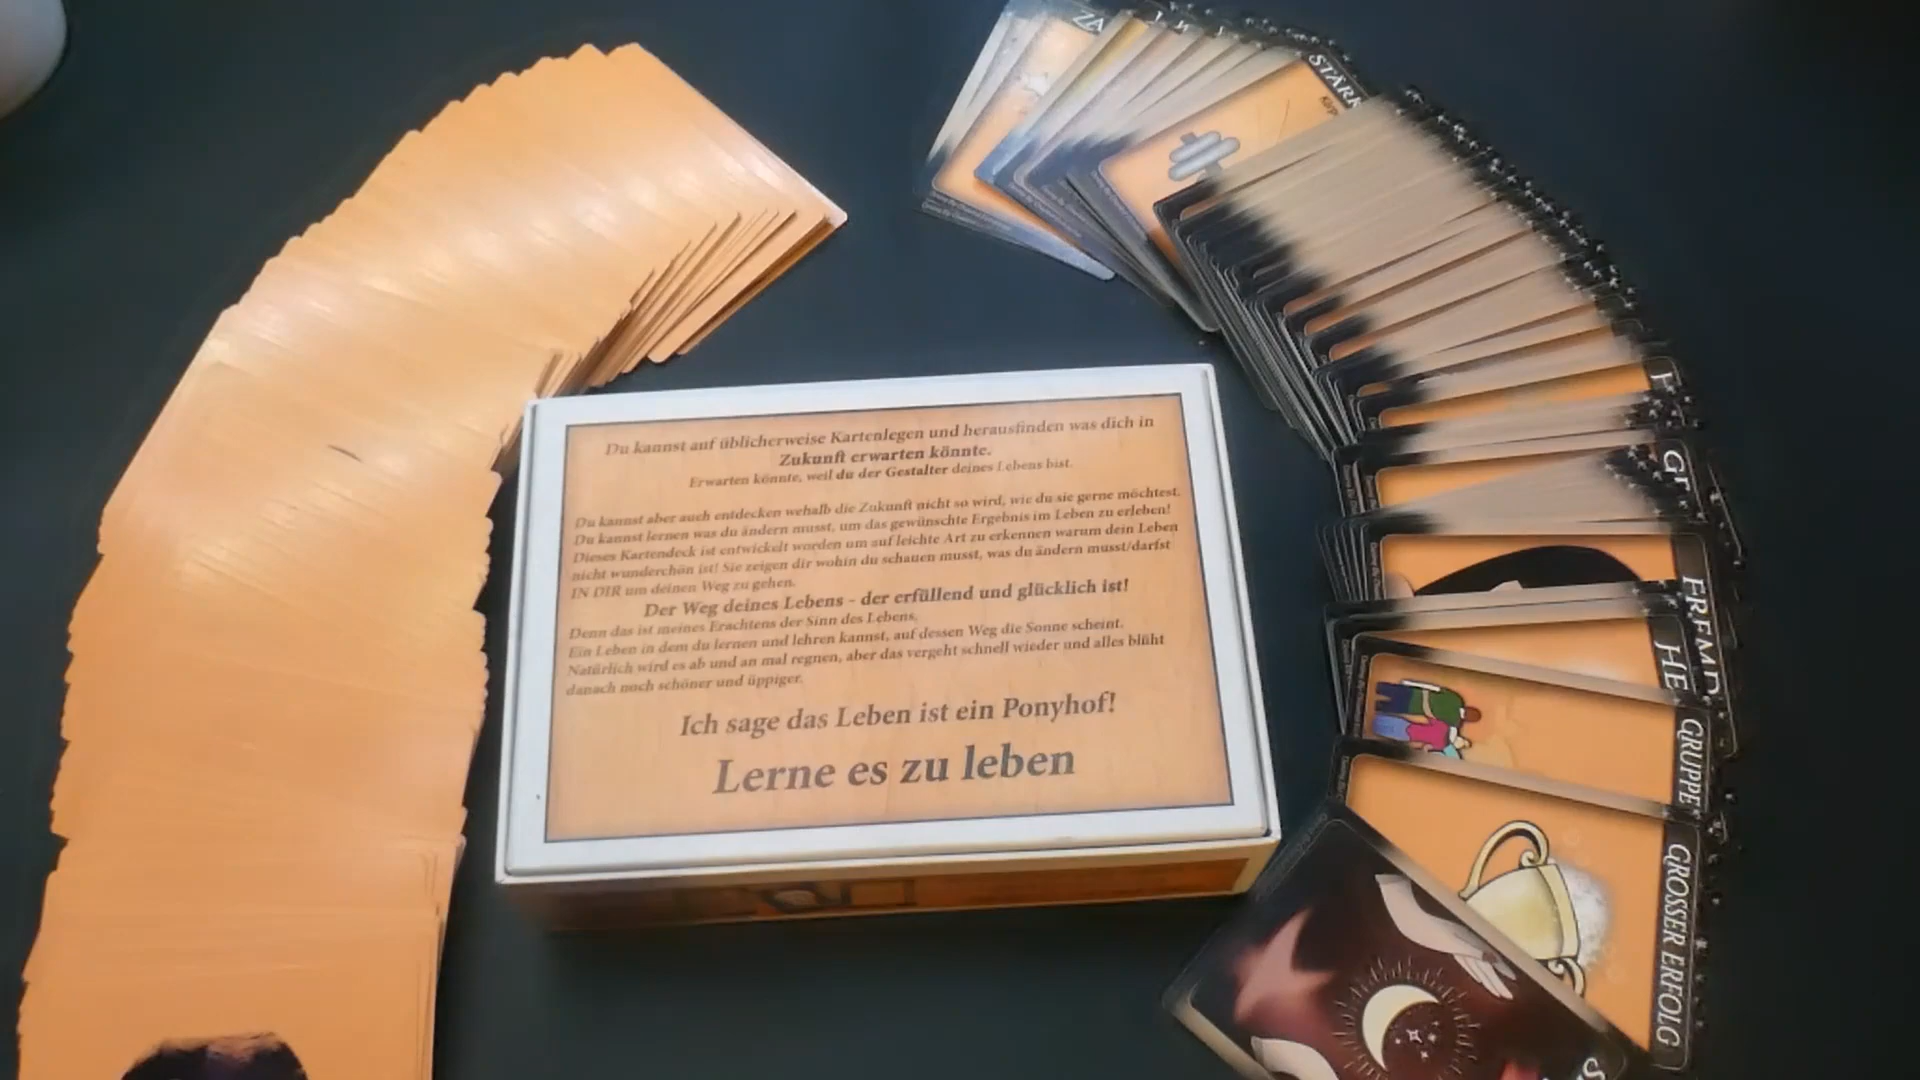 Du kannst auf üblicherweise Kartenlegen und herausfinden was dich in
Zukunft erwarten könnte.
Erwarten könnte, weil du der Gestalter deines Lebens bist.
Du kannst aber auch entdecken wehalb die Zukunft nicht so wird, wie du sie gerne möchtest.
Du kannst lernen was du ändern musst, um das gewünschte Ergebnis im Leben zu erleben!
Dieses Kartendeck ist entwickelt worden um auf leichte Art zu erkennen warum dein Leben
nicht wunderchön ist! Sie zeigen dir wohin du schauen musst, was du ändern musst/darfst
IN DIR um deinen Weg zu gehen.
Der Weg deines Lebens - der erfüllend und glücklich ist!
Denn das ist meines Erachtens der Sinn des Lebens,
Ein Leben in dem du lernen und lehren kannst, auf dessen Weg die Sonne scheint.
Natürlich wird es ab und an mal regnen, aber das vergeht schnell wieder und alles blüht
danach noch schöner und üppiger.
Ich sage das Leben ist ein Ponyhof!
Lerne es zu leben
STÄRK
FREMD
HE
GRUPPE
GROSSER ERFOLG